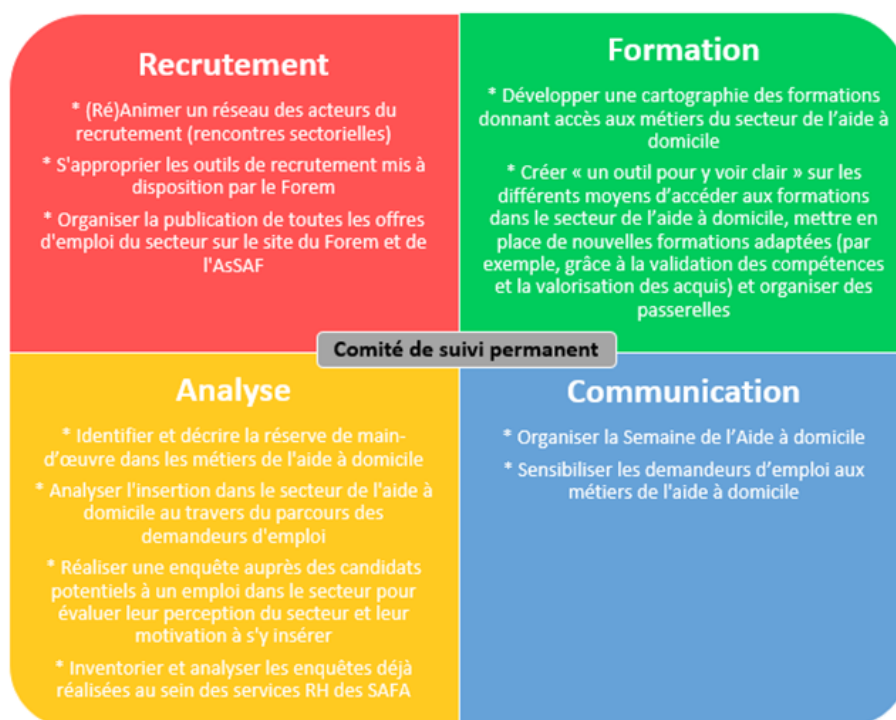 Recrutement
* (Ré)Animer un réseau des acteurs du
recrutement (rencontres sectorielles)
* S'approprier les outils de recrutement mis à
disposition par le Forem
* Organiser la publication de toutes les offres
d'emploi du secteur sur le site du Forem et de
l'AsSAF
Formation
* Développer une cartographie des formations
donnant accès aux métiers du secteur de l’aide à
domicile
* Créer « un outil pour y voir clair » sur les
différents moyens d’accéder aux formations
dans le secteur de l’aide à domicile, mettre en
place de nouvelles formations adaptées (par
exemple, grâce à la validation des compétences
et la valorisation des acquis) et organiser des
passerelles
Comité de suivi permanent
Analyse
* Identifier et décrire la réserve de main-
d’œuvre dans les métiers de l'aide à domicile
* Analyser l'insertion dans le secteur de l'aide à
domicile au travers du parcours des
demandeurs d'emploi
* Réaliser une enquête auprès des candidats
potentiels à un emploi dans le secteur pour
évaluer leur perception du secteur et leur
motivation à s'y insérer
* Inventorier et analyser les enquêtes déjà
réalisées au sein des services RH des SAFA
Communication
* Organiser la Semaine de l’Aide à domicile
* Sensibiliser les demandeurs d’emploi aux
métiers de l'aide à domicile